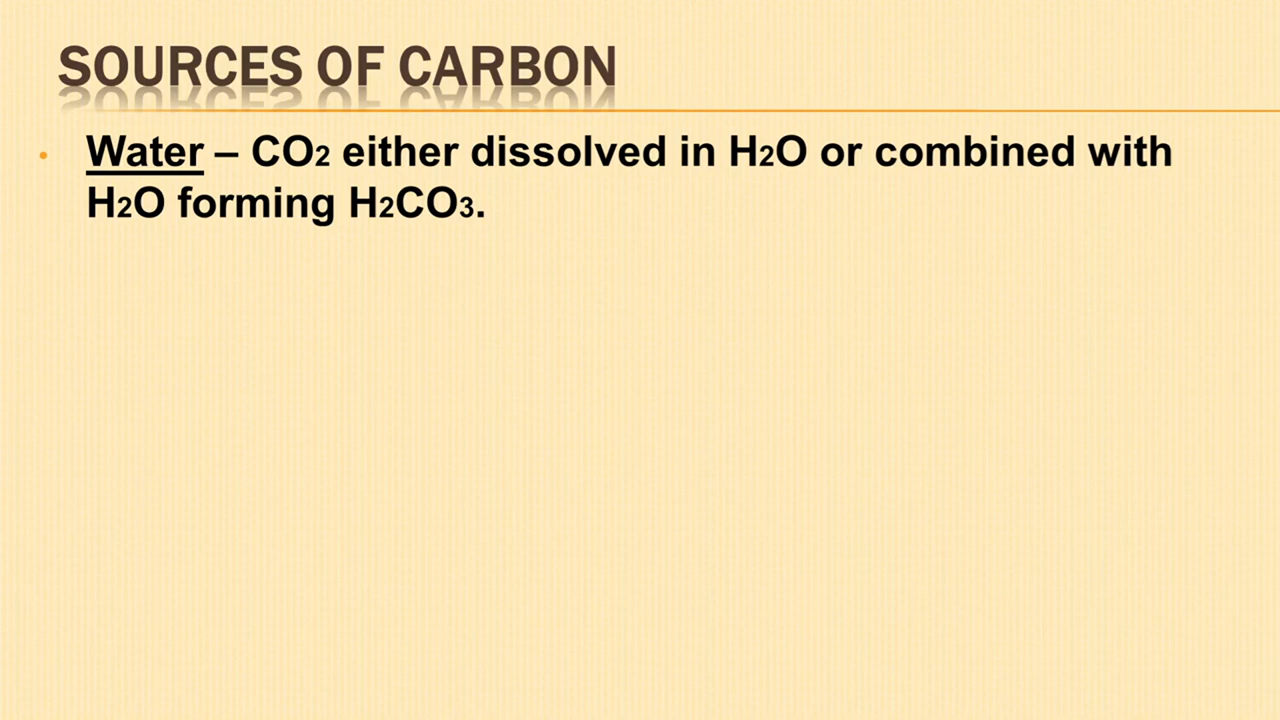 SOURCES OF CARBON
• Water – CO2 either dissolved in H2O or combined with
H2O forming H2CO3.